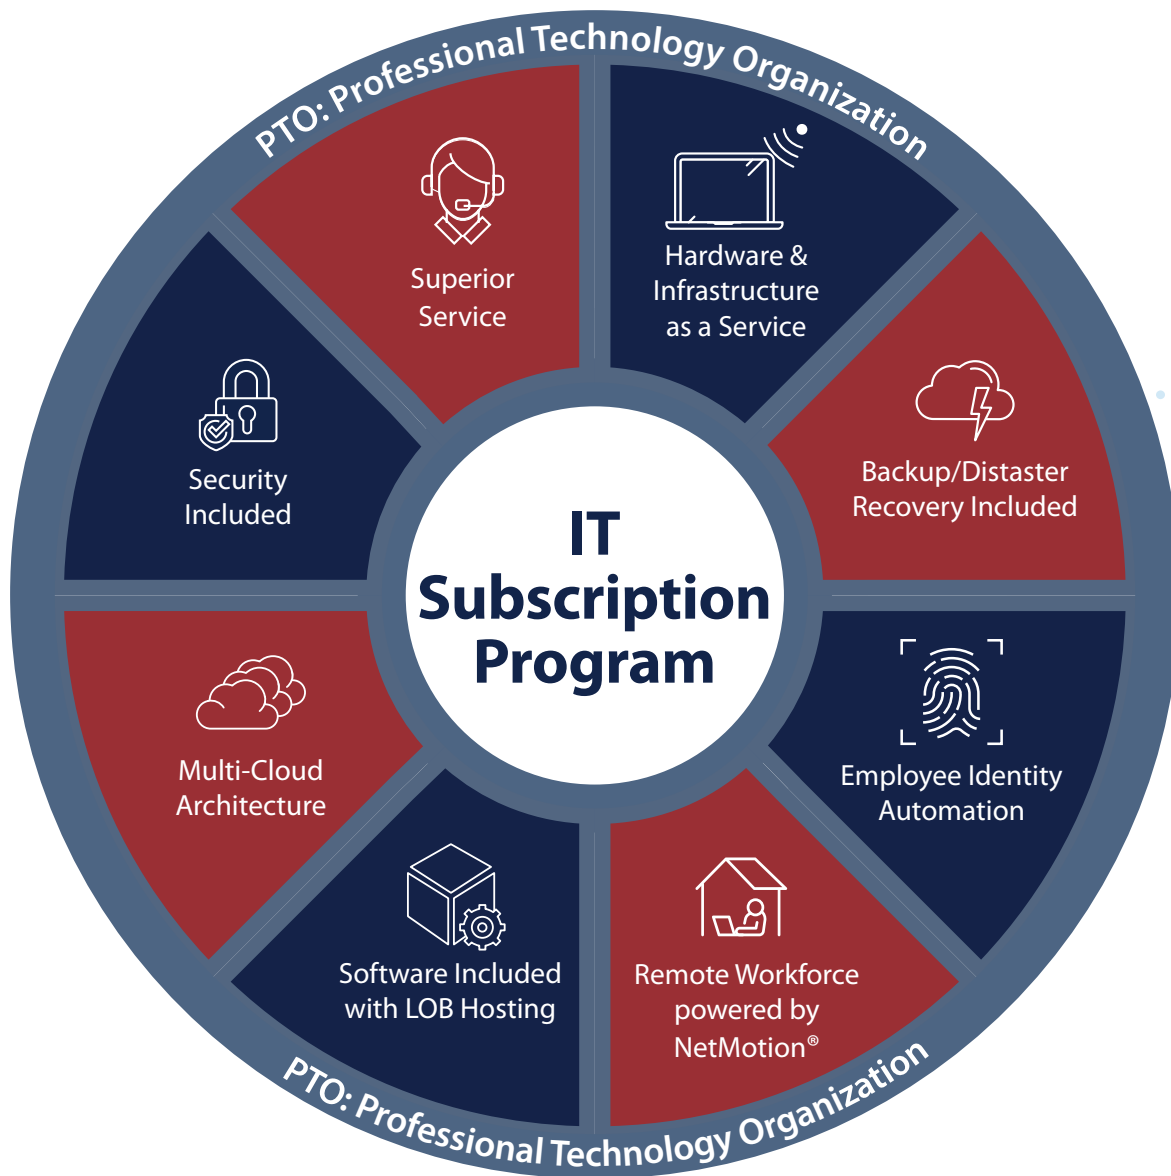 PTO: Professional Technology Organization
Superior
Service
Hardware &
Infrastructure
as a Service
Security
Included
Backup/Distaster
Recovery Included
IT
Subscription
Program
Multi-Cloud
Architecture
Employee Identity
Automation
Software Included
with LOB Hosting
Remote Workforce
powered by
NetMotion®
PTO: Professional Technology Organization